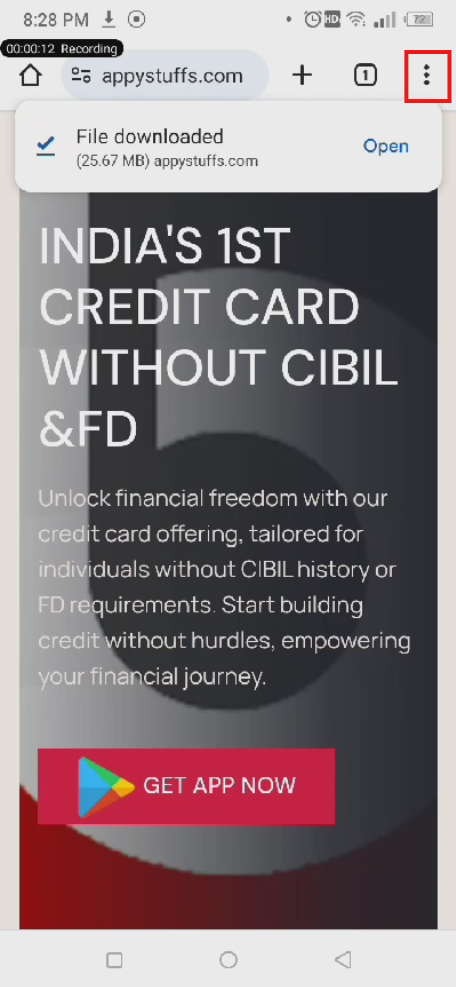 8:28 PM HD 72
00:00:12 Recording
appystuffs.com 1
File downloaded
(25.67 MB) appystuffs.com
Open
INDIA'S 1ST
CREDIT CARD
WITHOUT CIBIL
&FD
Unlock financial freedom with our
credit card offering, tailored for
individuals without CIBIL history or
FD requirements. Start building
credit without hurdles, empowering
your financial journey.
GET APP NOW